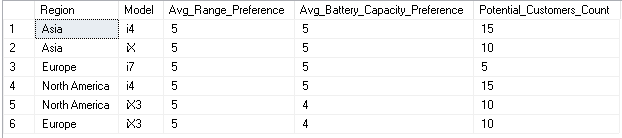 Region Model Avg_Range_Preference Avg_Battery_Capacity_Preference Potential_Customers_Count
1 Asia i4 5 5 15
2 Asia iX 5 5 10
3 Europe i7 5 5 5
4 North America i4 5 5 15
5 North America iX3 5 4 10
6 Europe iX3 5 4 10